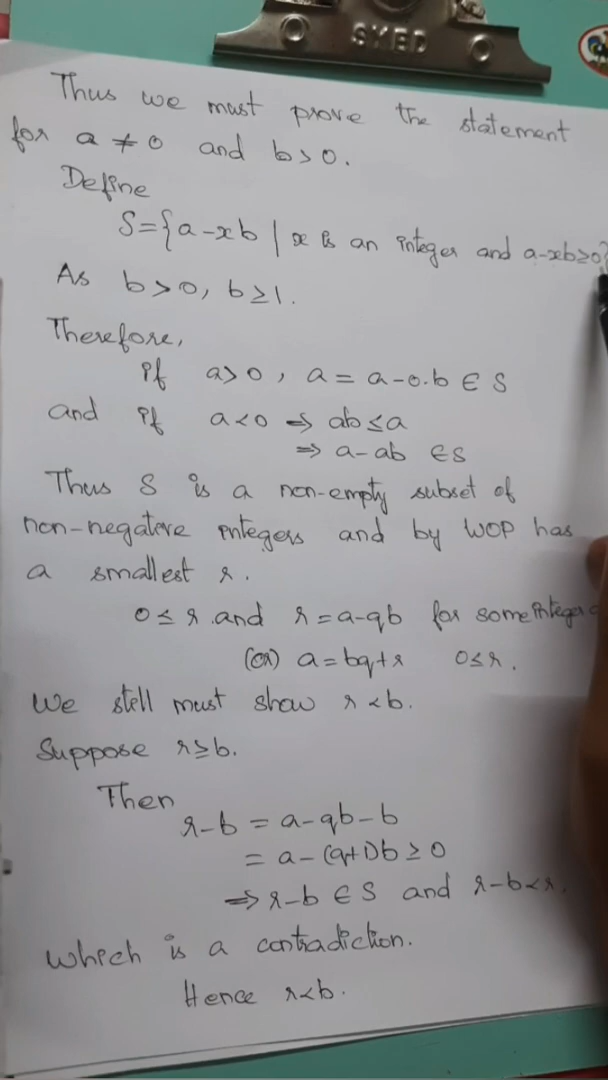 SYED
Thus we must prove the statement
for a ≠ 0 and b>0.
Define
S={a-xb | x is an integer and a-xb≥0}
As b>0, b≥1.
Therefore,
if a>0, a = a-0.b ∈ S
and if a<0 ⇒ ab≤a
⇒ a-ab ∈S
Thus S is a non-empty subset of
non-negative integers and by WOP has
a smallest r.
0≤r and r=a-qb for some integer
(or) a=bq+r 0≤r.
We still must show r<b.
Suppose r≥b.
Then
r-b = a-qb-b
= a-(q+1)b≥0
⇒ r-b ∈ S and r-b<r.
which is a contradiction.
Hence r<b.